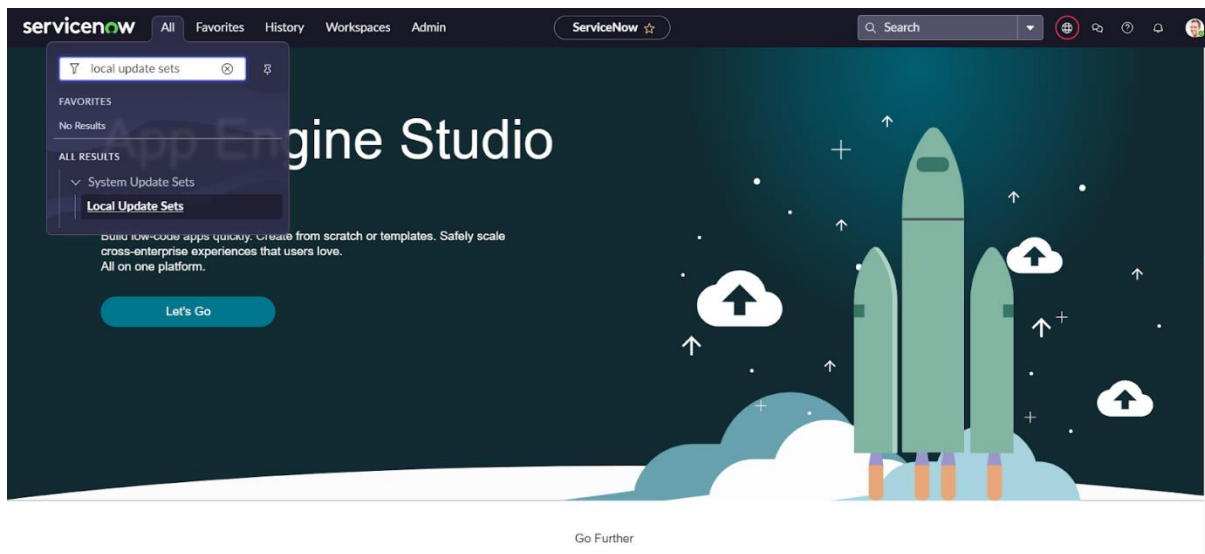 servicenow All Favorites History Workspaces Admin ServiceNow Search
local update sets
FAVORITES
No Results
App Engine Studio
ALL RESULTS
System Update Sets
Local Update Sets
Build low-code apps quickly. Create from scratch or templates. Safely scale
cross-enterprise experiences that users love.
All on one platform.
Let's Go
Go Further